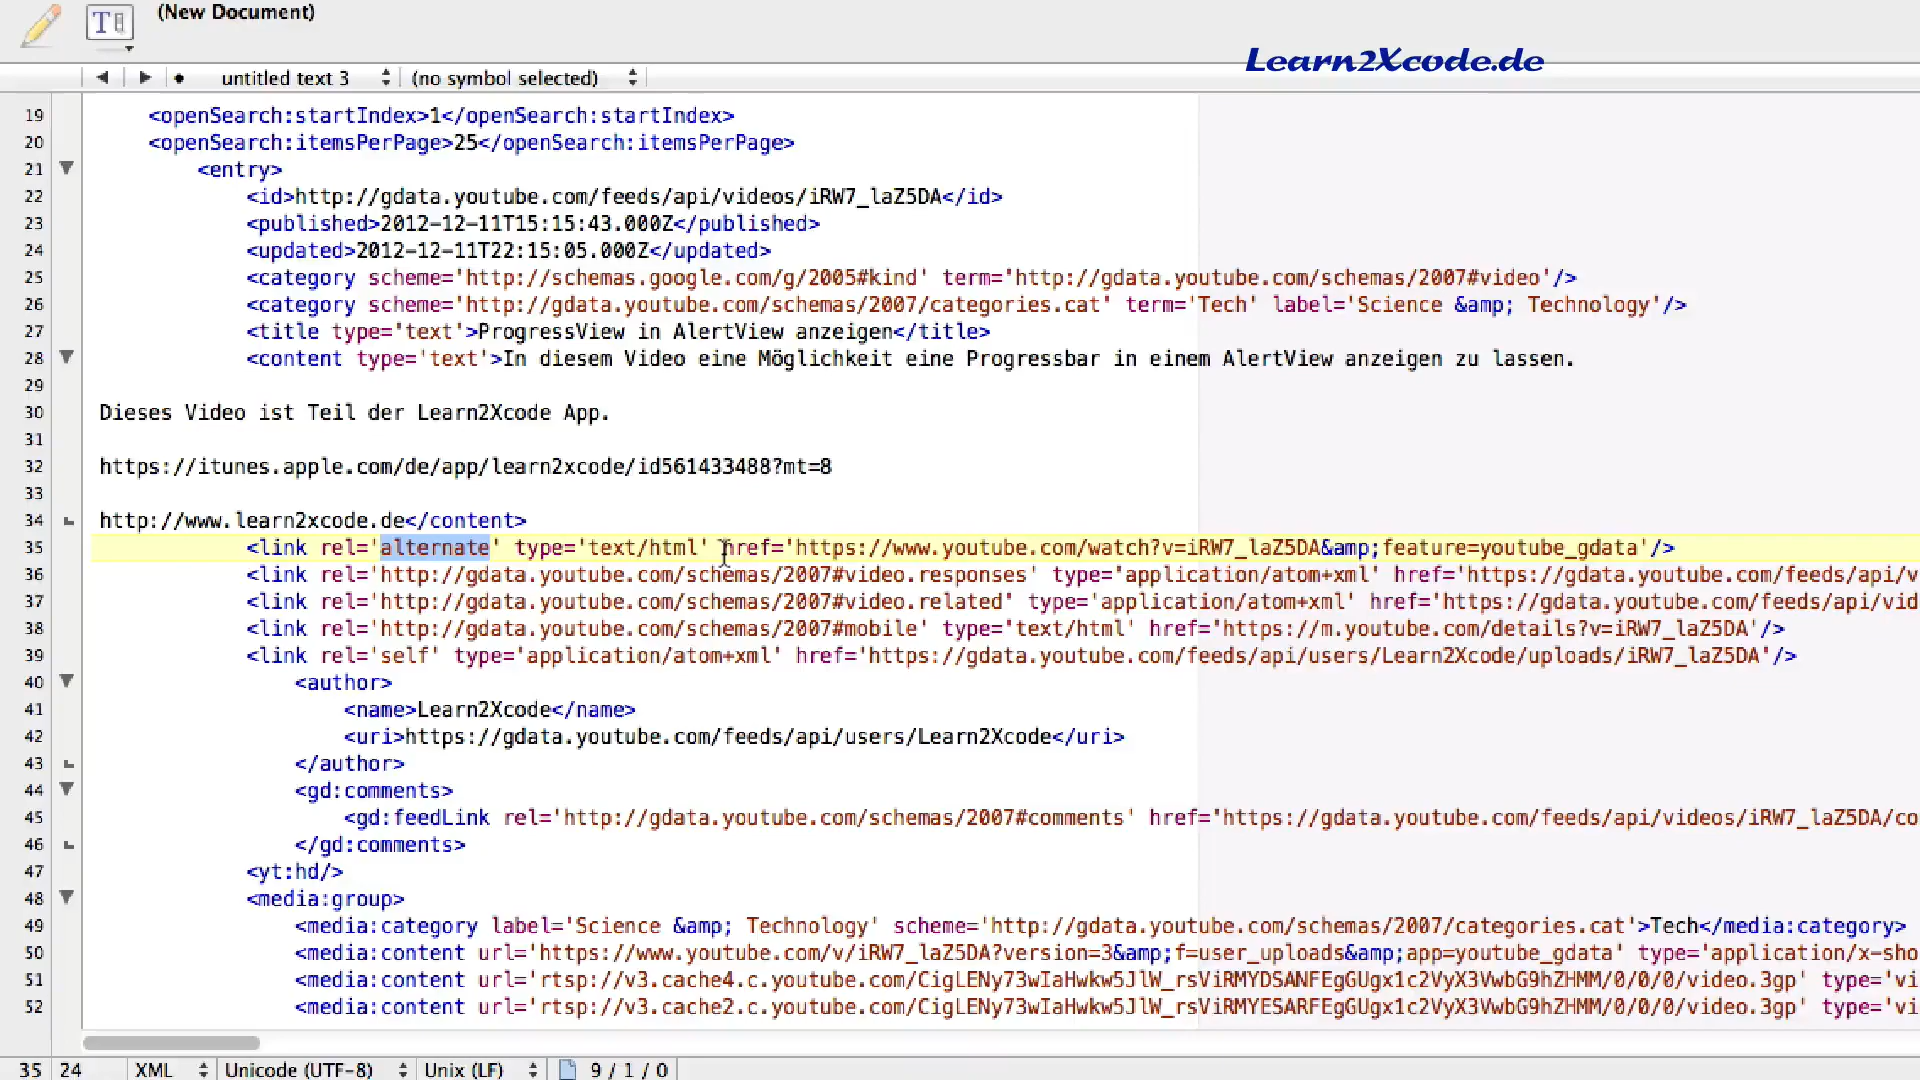 (New Document)
Learn2Xcode.de
untitled text 3 (no symbol selected)
19 <openSearch:startIndex>1</openSearch:startIndex>
20 <openSearch:itemsPerPage>25</openSearch:itemsPerPage>
21 <entry>
22 <id>http://gdata.youtube.com/feeds/api/videos/iRW7_laZ5DA</id>
23 <published>2012-12-11T15:15:43.000Z</published>
24 <updated>2012-12-11T22:15:05.000Z</updated>
25 <category scheme='http://schemas.google.com/g/2005#kind' term='http://gdata.youtube.com/schemas/2007#video'/>
26 <category scheme='http://gdata.youtube.com/schemas/2007/categories.cat' term='Tech' label='Science &amp; Technology'/>
27 <title type='text'>ProgressView in AlertView anzeigen</title>
28 <content type='text'>In diesem Video eine Möglichkeit eine Progressbar in einem AlertView anzeigen zu lassen.
29
30 Dieses Video ist Teil der Learn2Xcode App.
31
32 https://itunes.apple.com/de/app/learn2xcode/id561433488?mt=8
33
34 http://www.learn2xcode.de</content>
35 <link rel='alternate' type='text/html' href='https://www.youtube.com/watch?v=iRW7_laZ5DA&amp;feature=youtube_gdata'/>
36 <link rel='http://gdata.youtube.com/schemas/2007#video.responses' type='application/atom+xml' href='https://gdata.youtube.com/feeds/api/v
37 <link rel='http://gdata.youtube.com/schemas/2007#video.related' type='application/atom+xml' href='https://gdata.youtube.com/feeds/api/vid
38 <link rel='http://gdata.youtube.com/schemas/2007#mobile' type='text/html' href='https://m.youtube.com/details?v=iRW7_laZ5DA'/>
39 <link rel='self' type='application/atom+xml' href='https://gdata.youtube.com/feeds/api/users/Learn2Xcode/uploads/iRW7_laZ5DA'/>
40 <author>
41 <name>Learn2Xcode</name>
42 <uri>https://gdata.youtube.com/feeds/api/users/Learn2Xcode</uri>
43 </author>
44 <gd:comments>
45 <gd:feedLink rel='http://gdata.youtube.com/schemas/2007#comments' href='https://gdata.youtube.com/feeds/api/videos/iRW7_laZ5DA/co
46 </gd:comments>
47 <yt:hd/>
48 <media:group>
49 <media:category label='Science &amp; Technology' scheme='http://gdata.youtube.com/schemas/2007/categories.cat'>Tech</media:category>
50 <media:content url='https://www.youtube.com/v/iRW7_laZ5DA?version=3&amp;f=user_uploads&amp;app=youtube_gdata' type='application/x-sho
51 <media:content url='rtsp://v3.cache4.c.youtube.com/CigLENy73wIaHwkw5JlW_rsViRMYDSANFEgGUgx1c2VyX3VwbG9hZHMM/0/0/0/video.3gp' type='vi
52 <media:content url='rtsp://v3.cache2.c.youtube.com/CigLENy73wIaHwkw5JlW_rsViRMYESARFEgGUgx1c2VyX3VwbG9hZHMM/0/0/0/video.3gp' type='vi
35 24 XML Unicode (UTF-8) Unix (LF) 9 / 1 / 0